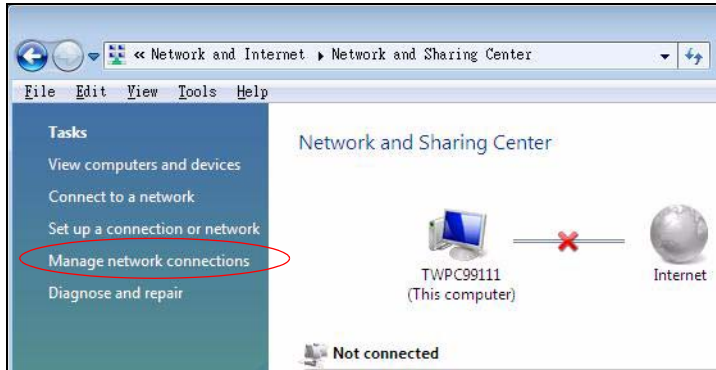 « Network and Internet ▸ Network and Sharing Center
File Edit View Tools Help
Tasks
View computers and devices
Connect to a network
Set up a connection or network
Manage network connections
Diagnose and repair
Network and Sharing Center
TWPC99111
(This computer)
Internet
Not connected